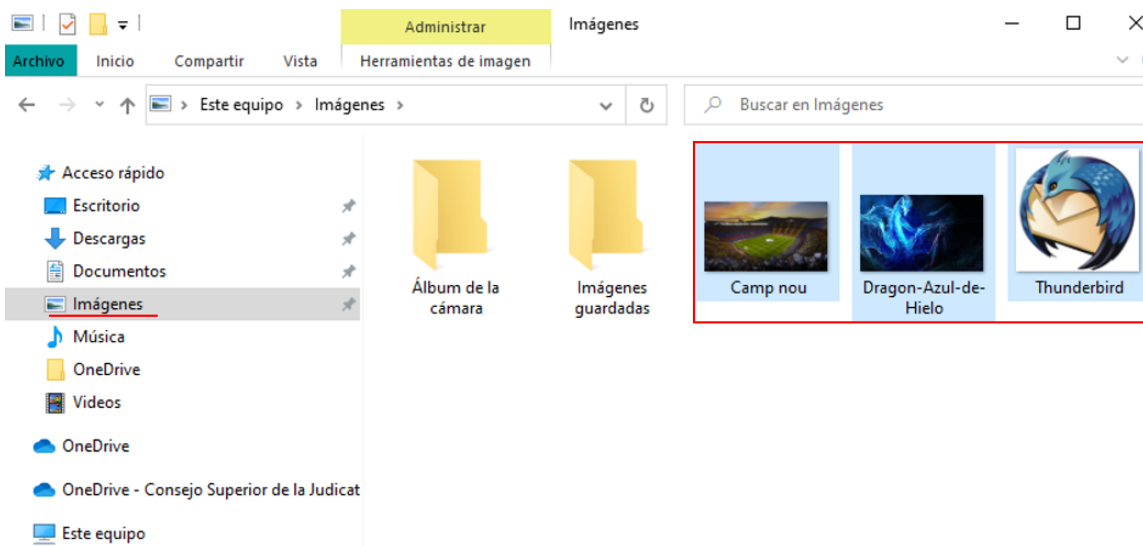 Administrar
Imágenes
Archivo
Inicio
Compartir
Vista
Herramientas de imagen
Este equipo
Imágenes
Buscar en Imágenes
Acceso rápido
Escritorio
Descargas
Documentos
Imágenes
Música
OneDrive
Videos
OneDrive
OneDrive - Consejo Superior de la Judicat
Este equipo
Álbum de la
cámara
Imágenes
guardadas
Camp nou
Dragon-Azul-de-
Hielo
Thunderbird